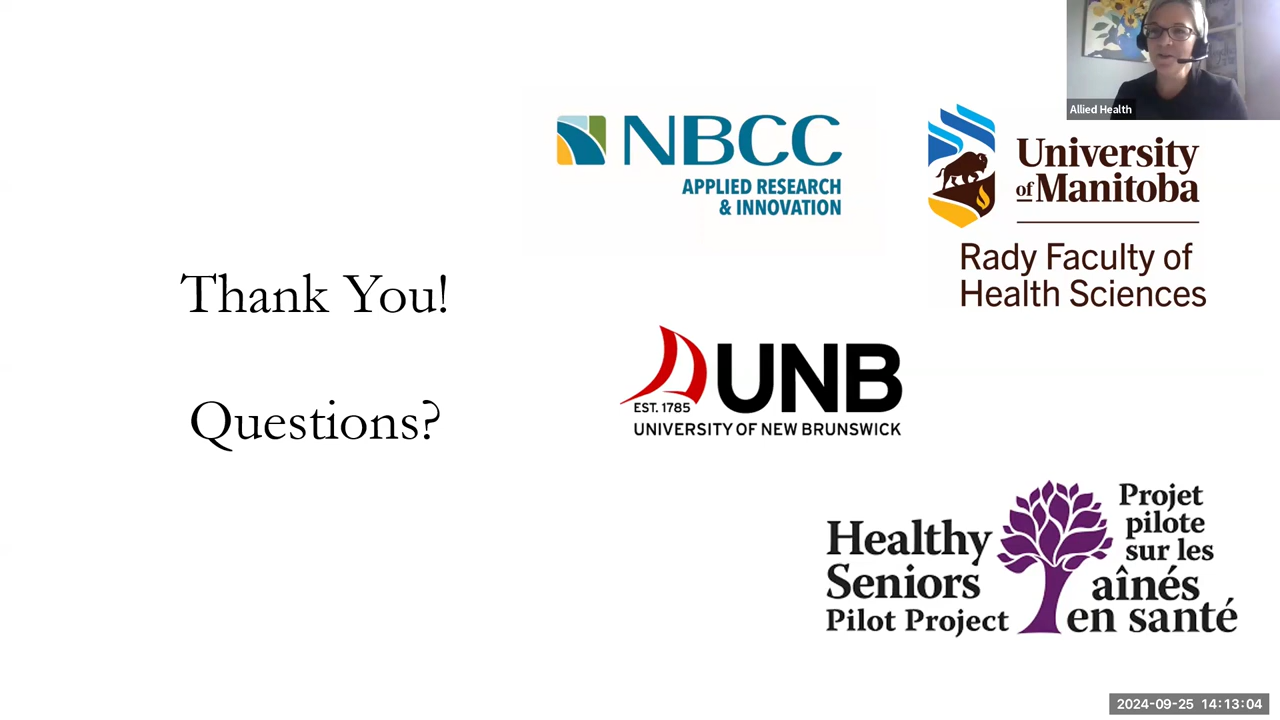 Allied Health
NBCC
APPLIED RESEARCH
& INNOVATION
University
of Manitoba
Rady Faculty of
Health Sciences
Thank You!
Questions?
UNB
EST. 1785
UNIVERSITY OF NEW BRUNSWICK
Healthy
Seniors
Pilot Project
Projet
pilote
sur les
aînés
en santé
2024-09-25 14:13:04